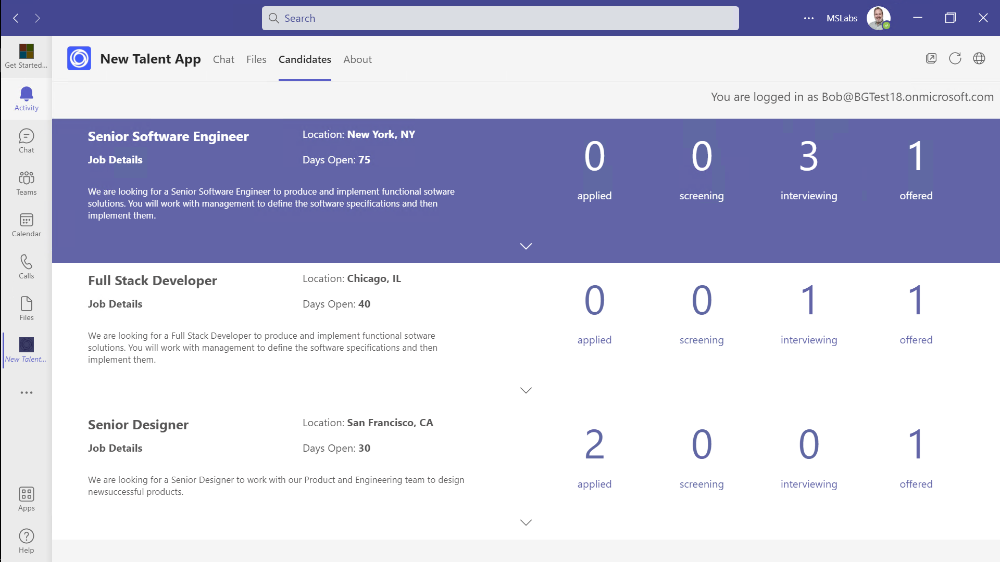 Search
MSLabs
Get Started...
New Talent App
Chat
Files
Candidates
About
Activity
You are logged in as Bob@BGTest18.onmicrosoft.com
Chat
Teams
Calendar
Calls
Files
New Talent...
Apps
Help
Senior Software Engineer
Location: New York, NY
Job Details
Days Open: 75
We are looking for a Senior Software Engineer to produce and implement functional sotware
solutions. You will work with management to define the software specifications and then
implement them.
0 0 3 1
applied screening interviewing offered
Full Stack Developer
Location: Chicago, IL
Job Details
Days Open: 40
We are looking for a Full Stack Developer to produce and implement functional sotware
solutions. You will work with management to define the software specifications and then
implement them.
0 0 1 1
applied screening interviewing offered
Senior Designer
Location: San Francisco, CA
Job Details
Days Open: 30
We are looking for a Senior Designer to work with our Product and Engineering team to design
newsuccessful products.
2 0 0 1
applied screening interviewing offered